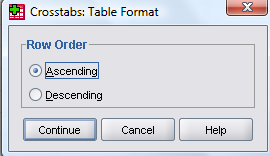 Crosstabs: Table Format
Row Order
Ascending
Descending
Continue Cancel Help